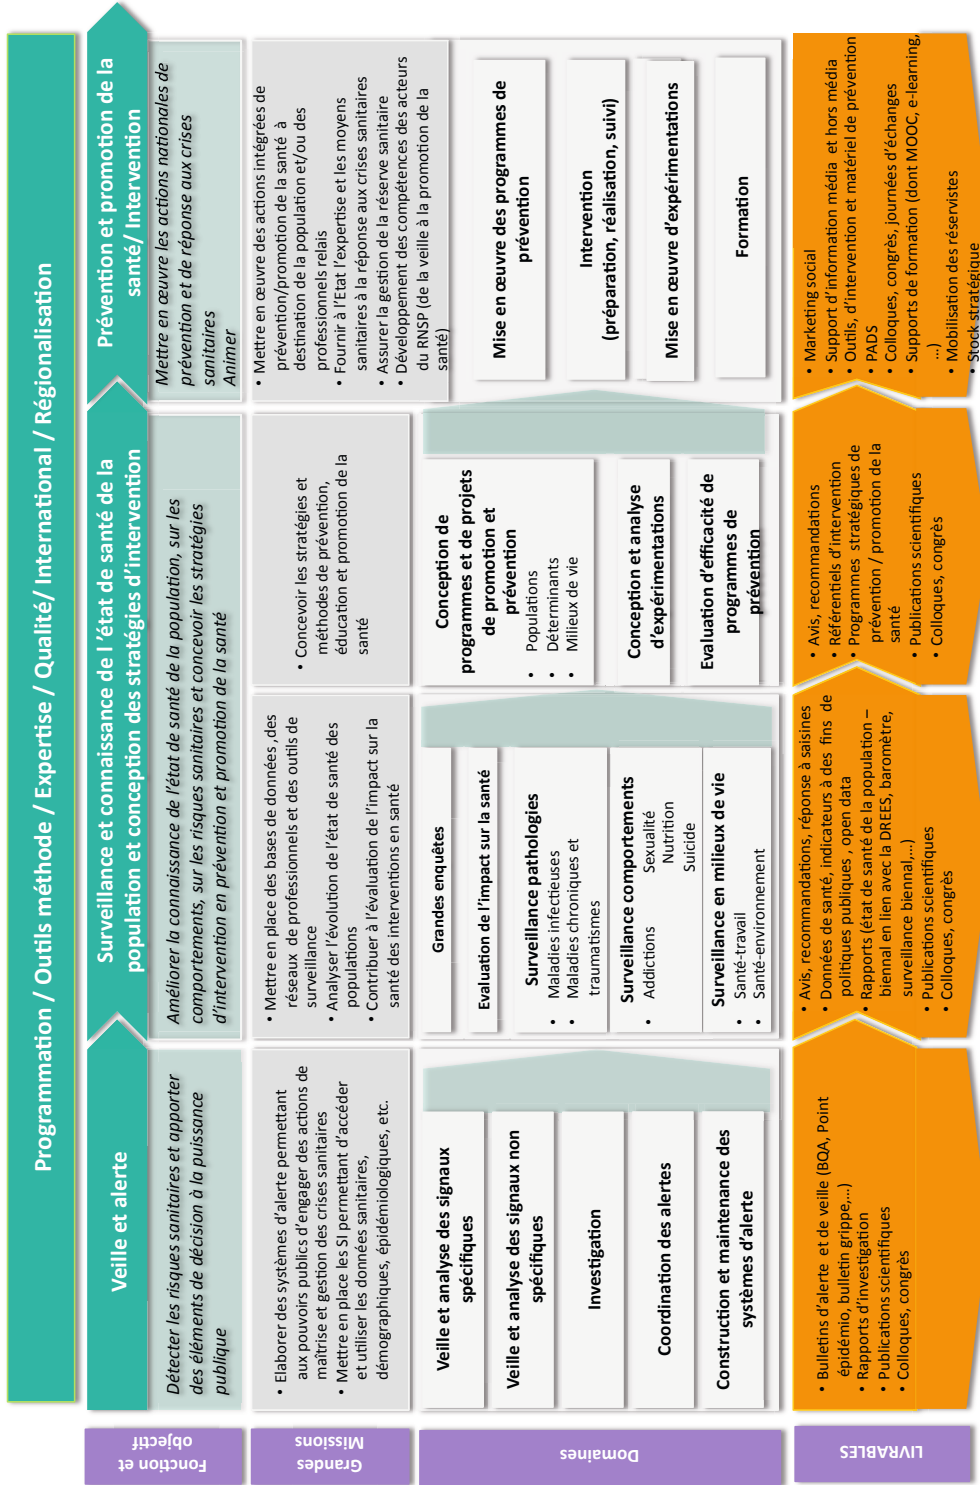 Programmation / Outils méthode / Expertise / Qualité/ International / Régionalisation
Fonction et
objectif
Veille et alerte
Surveillance et connaissance de l 'état de santé de la
population et conception des stratégies d'intervention
Prévention et promotion de la
santé/ Intervention
Détecter les risques sanitaires et apporter
des éléments de décision à la puissance
publique
Améliorer la connaissance de l'état de santé de la population, sur les
comportements, sur les risques sanitaires et concevoir les stratégies
d'intervention en prévention et promotion de la santé
Mettre en œuvre les actions nationales de
prévention et de réponse aux crises
sanitaires
Animer
Grandes
Missions
• Elaborer des systèmes d'alerte permettant
aux pouvoirs publics d'engager des actions de
maîtrise et gestion des crises sanitaires
• Mettre en place les SI permettant d'accéder
et utiliser les données sanitaires,
démographiques, épidémiologiques, etc.
• Mettre en place des bases de données ,des
réseaux de professionnels et des outils de
surveillance
• Analyser l'évolution de l'état de santé des
populations
• Contribuer à l'évaluation de l'impact sur la
santé des interventions en santé
• Concevoir les stratégies et
méthodes de prévention,
éducation et promotion de la
santé
• Mettre en œuvre des actions intégrées de
prévention/promotion de la santé à
destination de la population et/ou des
professionnels relais
• Fournir à l'Etat l'expertise et les moyens
sanitaires à la réponse aux crises sanitaires
• Assurer la gestion de la réserve sanitaire
• Développement des compétences des acteurs
du RNSP (de la veille à la promotion de la
santé)
Domaines
Veille et analyse des signaux
spécifiques
Veille et analyse des signaux non
spécifiques
Investigation
Coordination des alertes
Construction et maintenance des
systèmes d'alerte
Grandes enquêtes
Evaluation de l'impact sur la santé
Surveillance pathologies
• Maladies infectieuses
• Maladies chroniques et
traumatismes
Surveillance comportements
• Addictions Sexualité
Nutrition
Suicide
Surveillance en milieux de vie
• Santé-travail
• Santé-environnement
Conception de
programmes et de projets
de promotion et
prévention
• Populations
• Déterminants
• Milieux de vie
Conception et analyse
d'expérimentations
Evaluation d'efficacité de
programmes de
prévention
Mise en œuvre des programmes de
prévention
Intervention
(préparation, réalisation, suivi)
Mise en œuvre d'expérimentations
Formation
LIVRABLES
• Bulletins d'alerte et de veille (BQA, Point
épidémio, bulletin grippe,…)
• Rapports d'investigation
• Publications scientifiques
• Colloques, congrès
• Avis, recommandations, réponse à saisines
• Données de santé, indicateurs à des fins de
politiques publiques , open data
• Rapports (état de santé de la population –
biennal en lien avec la DREES, baromètre,
surveillance biennal,…)
• Publications scientifiques
• Colloques, congrès
• Avis, recommandations
• Référentiels d'intervention
• Programmes stratégiques de
prévention / promotion de la
santé
• Publications scientifiques
• Colloques, congrès
• Marketing social
• Support d'information média et hors média
• Outils, d'intervention et matériel de prévention
• PADS
• Colloques, congrès, journées d'échanges
• Supports de formation (dont MOOC, e-learning,
…)
• Mobilisation des réservistes
• Stock stratégique